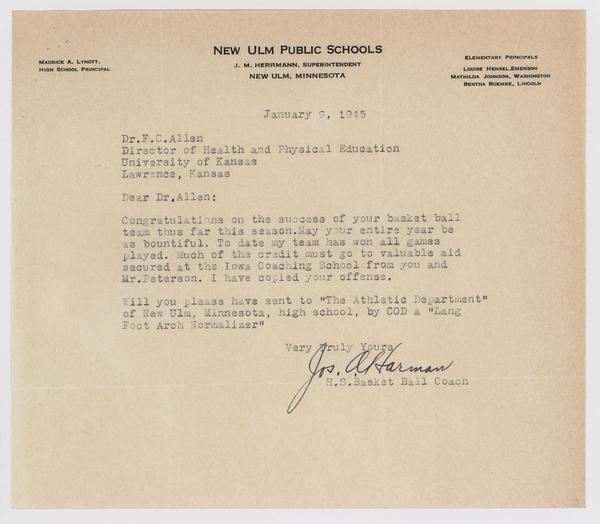 New Ulm Public Schools
J. M. Herrmann, Superintendent
New Ulm, Minnesota
Maurice A. Lynott,
High School Principal
Elementary Principals
Louise Hensel, Emerson
Mathilda Johnson, Washington
Bertha Ruemke, Lincoln
January 9, 1945
Dr.F.C.Allen
Director of Health and Physical Education
University of Kansas
Lawrence, Kansas
Dear Dr.Allen:
Congratulations on the success of your basket ball
team thus far this season.May your entire year be
as bountiful. To date my team has won all games
played. Much of the credit must go to valuable aid
secured at the Iowa Coaching School from you and
Mr.Peterson. I have copied your offense.
Will you please have sent to "The Athletic Department"
of New Ulm, Minnesota, high school, by COD a "Lang
Foot Arch Normalizer"
Very Truly Yours
Jos. A. Harman
H.S.Basket Ball Coach